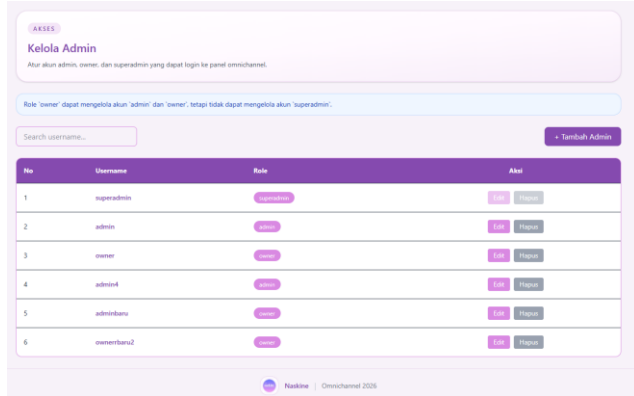 AKSES
Kelola Admin
Atur akun admin, owner, dan superadmin yang dapat login ke panel omnichannel.
Role `owner` dapat mengelola akun `admin` dan `owner`, tetapi tidak dapat mengelola akun `superadmin`.
Search username...
+ Tambah Admin
No Username Role Aksi
1 superadmin superadmin Edit Hapus
2 admin admin Edit Hapus
3 owner owner Edit Hapus
4 admin4 admin Edit Hapus
5 adminbaru owner Edit Hapus
6 ownerrbaru2 owner Edit Hapus
Naskine | Omnichannel 2026